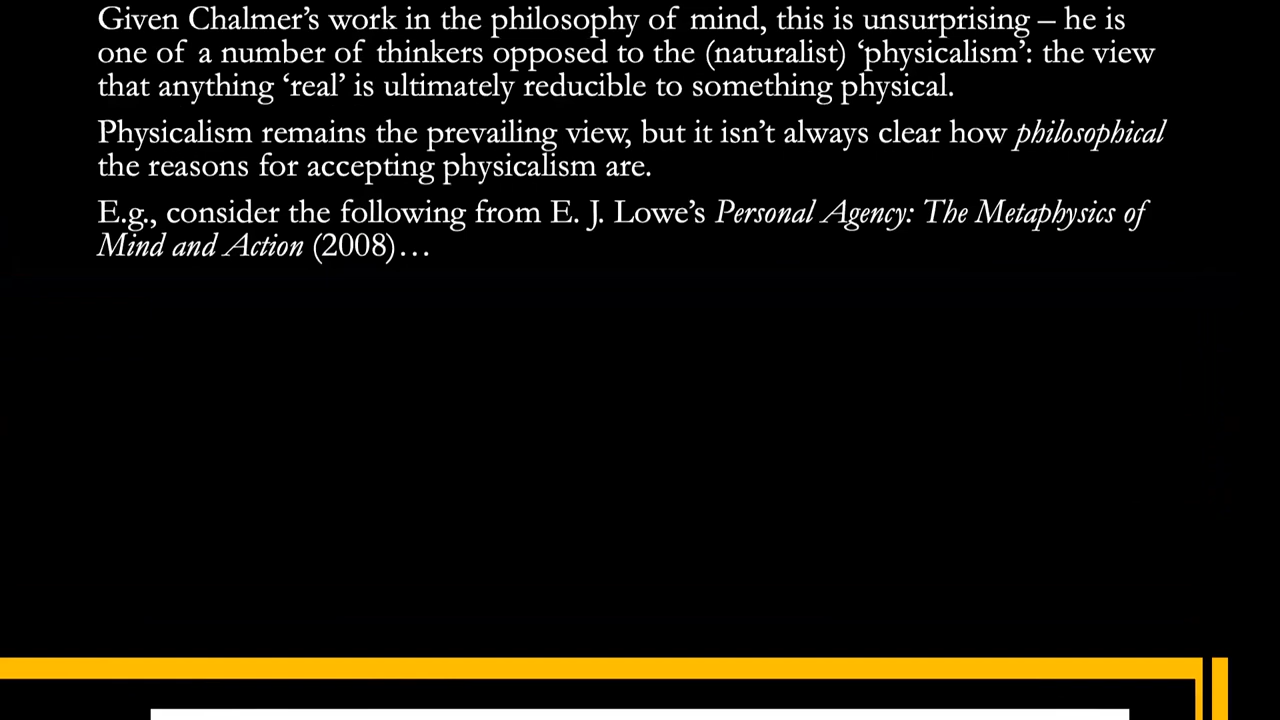 Given Chalmer’s work in the philosophy of mind, this is unsurprising – he is
one of a number of thinkers opposed to the (naturalist) ‘physicalism’: the view
that anything ‘real’ is ultimately reducible to something physical.
Physicalism remains the prevailing view, but it isn’t always clear how philosophical
the reasons for accepting physicalism are.
E.g., consider the following from E. J. Lowe’s Personal Agency: The Metaphysics of
Mind and Action (2008)…